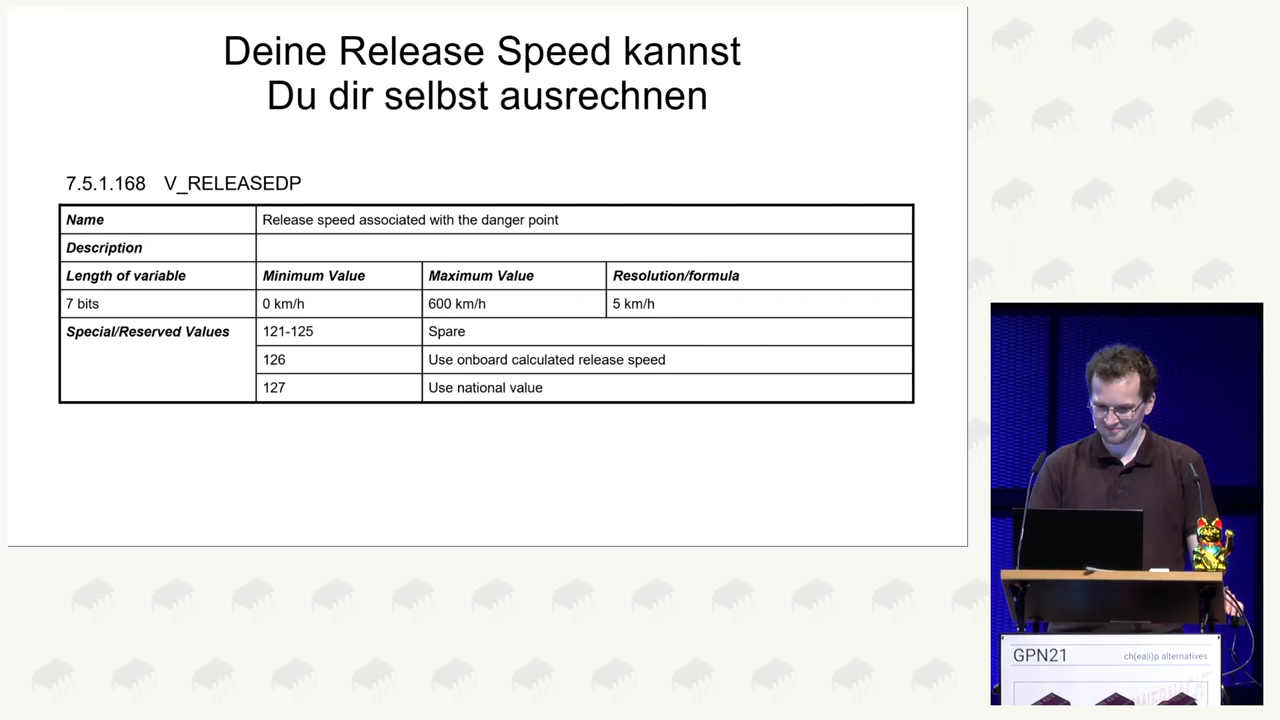 Deine Release Speed kannst
Du dir selbst ausrechnen
7.5.1.168 V_RELEASEDP
Name Release speed associated with the danger point
Description
Length of variable Minimum Value Maximum Value Resolution/formula
7 bits 0 km/h 600 km/h 5 km/h
Special/Reserved Values 121-125 Spare
126 Use onboard calculated release speed
127 Use national value
GPN21 ch(ea|i)p alternatives